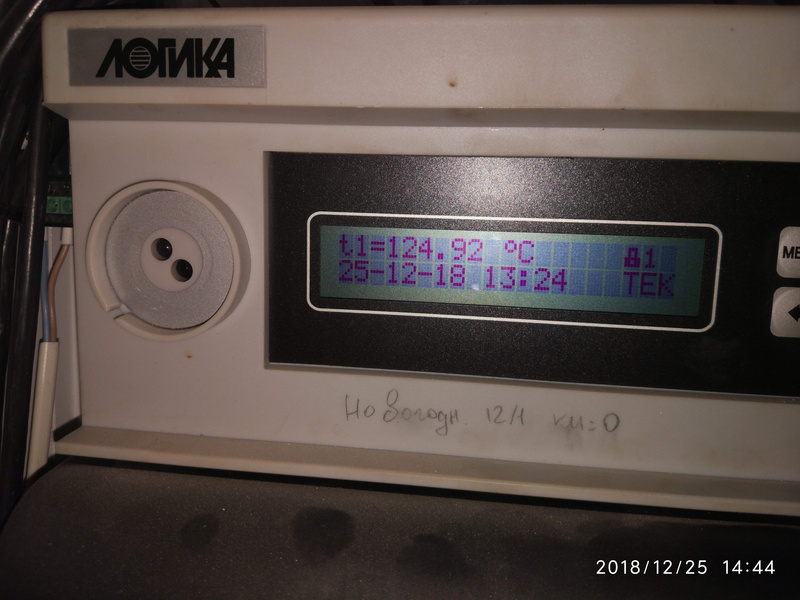 ЛОГИКА
t1=124.92 °C 1
25-12-18 13:24 ТЕК
Новогодн 12/1 км=0
2018/12/25 14:44